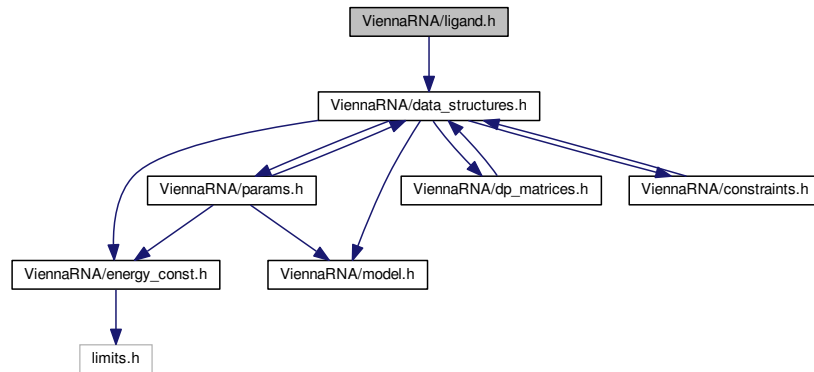 ViennaRNA/ligand.h
ViennaRNA/data_structures.h
ViennaRNA/params.h
ViennaRNA/dp_matrices.h
ViennaRNA/constraints.h
ViennaRNA/energy_const.h
ViennaRNA/model.h
limits.h